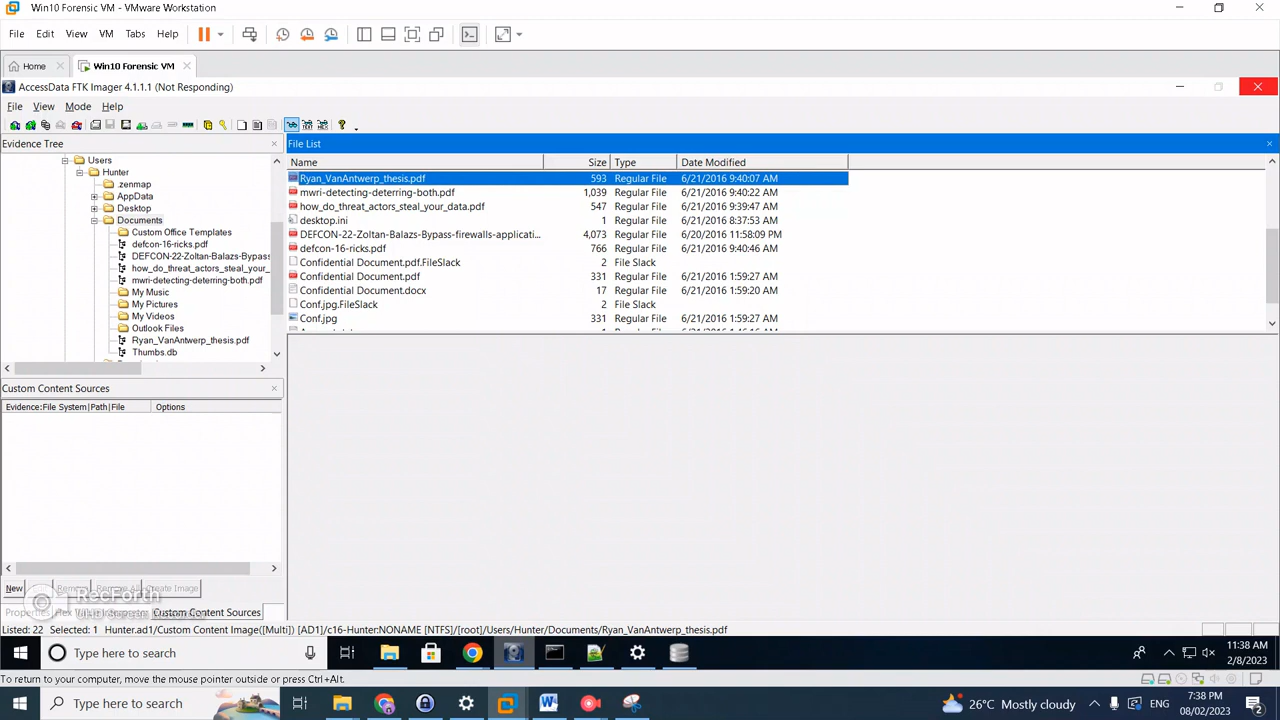 Win10 Forensic VM - VMware Workstation
File Edit View VM Tabs Help
Home Win10 Forensic VM
AccessData FTK Imager 4.1.1.1 (Not Responding)
File View Mode Help
Evidence Tree
Users
Hunter
.zenmap
AppData
Desktop
Documents
Custom Office Templates
defcon-16-ricks.pdf
DEFCON-22-Zoltan-Balazs-Bypass
how_do_threat_actors_steal_your_
mwri-detecting-deterring-both.pdf
My Music
My Pictures
My Videos
Outlook Files
Ryan_VanAntwerp_thesis.pdf
Thumbs.db
Custom Content Sources
Evidence:File System|Path|File Options
New Remove Remove All Create Image
RecForth
Custom Content Sources
File List
Name Size Type Date Modified
Ryan_VanAntwerp_thesis.pdf 593 Regular File 6/21/2016 9:40:07 AM
mwri-detecting-deterring-both.pdf 1,039 Regular File 6/21/2016 9:40:22 AM
how_do_threat_actors_steal_your_data.pdf 547 Regular File 6/21/2016 9:39:47 AM
desktop.ini 1 Regular File 6/21/2016 8:37:53 AM
DEFCON-22-Zoltan-Balazs-Bypass-firewalls-applicati... 4,073 Regular File 6/20/2016 11:58:09 PM
defcon-16-ricks.pdf 766 Regular File 6/21/2016 9:40:46 AM
Confidential Document.pdf.FileSlack 2 File Slack
Confidential Document.pdf 331 Regular File 6/21/2016 1:59:27 AM
Confidential Document.docx 17 Regular File 6/21/2016 1:59:20 AM
Conf.jpg.FileSlack 2 File Slack
Conf.jpg 331 Regular File 6/21/2016 1:59:27 AM
Listed: 22 Selected: 1 Hunter.ad1/Custom Content Image([Multi]) [AD1]/c16-Hunter:NONAME [NTFS]/[root]/Users/Hunter/Documents/Ryan_VanAntwerp_thesis.pdf
Type here to search
11:38 AM
2/8/2023
To return to your computer, move the mouse pointer outside or press Ctrl+Alt.
Type here to search
26°C Mostly cloudy
ENG
7:38 PM
08/02/2023
2